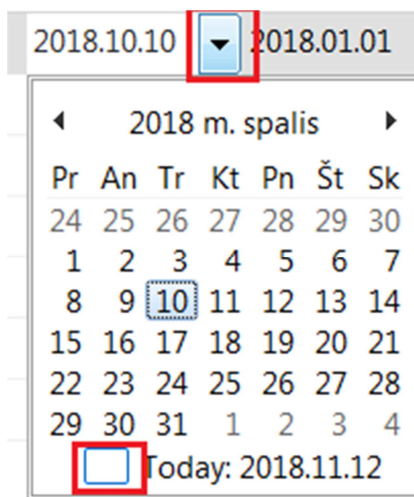 2018.10.10 2018.01.01
2018 m. spalis
Pr An Tr Kt Pn Št Sk
24 25 26 27 28 29 30
1 2 3 4 5 6 7
8 9 10 11 12 13 14
15 16 17 18 19 20 21
22 23 24 25 26 27 28
29 30 31 1 2 3 4
Today: 2018.11.12